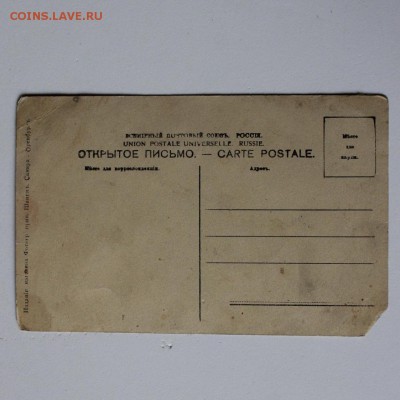 COINS.LAVE.RU
ВСЕМІРНЫЙ ПОЧТОВЫЙ СОЮЗЪ. РОССІЯ.
UNION POSTALE UNIVERSELLE. RUSSIE.
ОТКРЫТОЕ ПИСЬМО. — CARTE POSTALE.
Мѣсто для корреспонденціи.
Адресъ.
Мѣсто
для
марки.